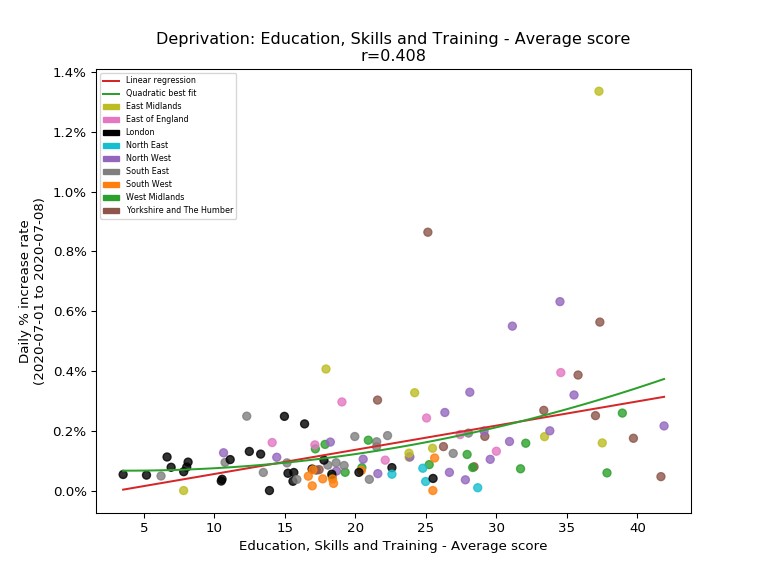 Deprivation: Education, Skills and Training - Average score
r=0.408
1.4%
1.2%
1.0%
0.8%
0.6%
0.4%
0.2%
0.0%
Daily % increase rate
(2020-07-01 to 2020-07-08)
Linear regression
Quadratic best fit
East Midlands
East of England
London
North East
North West
South East
South West
West Midlands
Yorkshire and The Humber
5 10 15 20 25 30 35 40
Education, Skills and Training - Average score